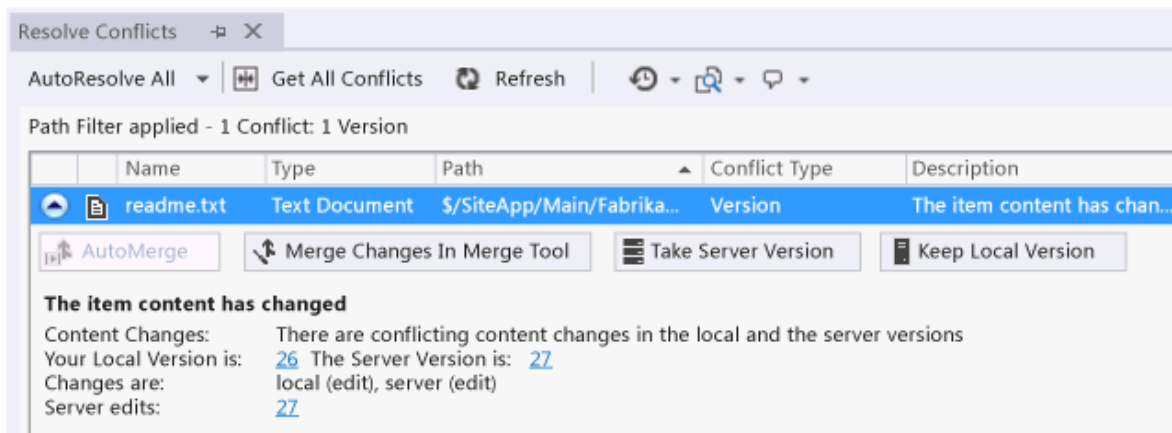 Resolve Conflicts
AutoResolve All Get All Conflicts Refresh
Path Filter applied - 1 Conflict: 1 Version
Name Type Path Conflict Type Description
readme.txt Text Document $/SiteApp/Main/Fabrika... Version The item content has chan...
AutoMerge Merge Changes In Merge Tool Take Server Version Keep Local Version
The item content has changed
Content Changes: There are conflicting content changes in the local and the server versions
Your Local Version is: 26 The Server Version is: 27
Changes are: local (edit), server (edit)
Server edits: 27